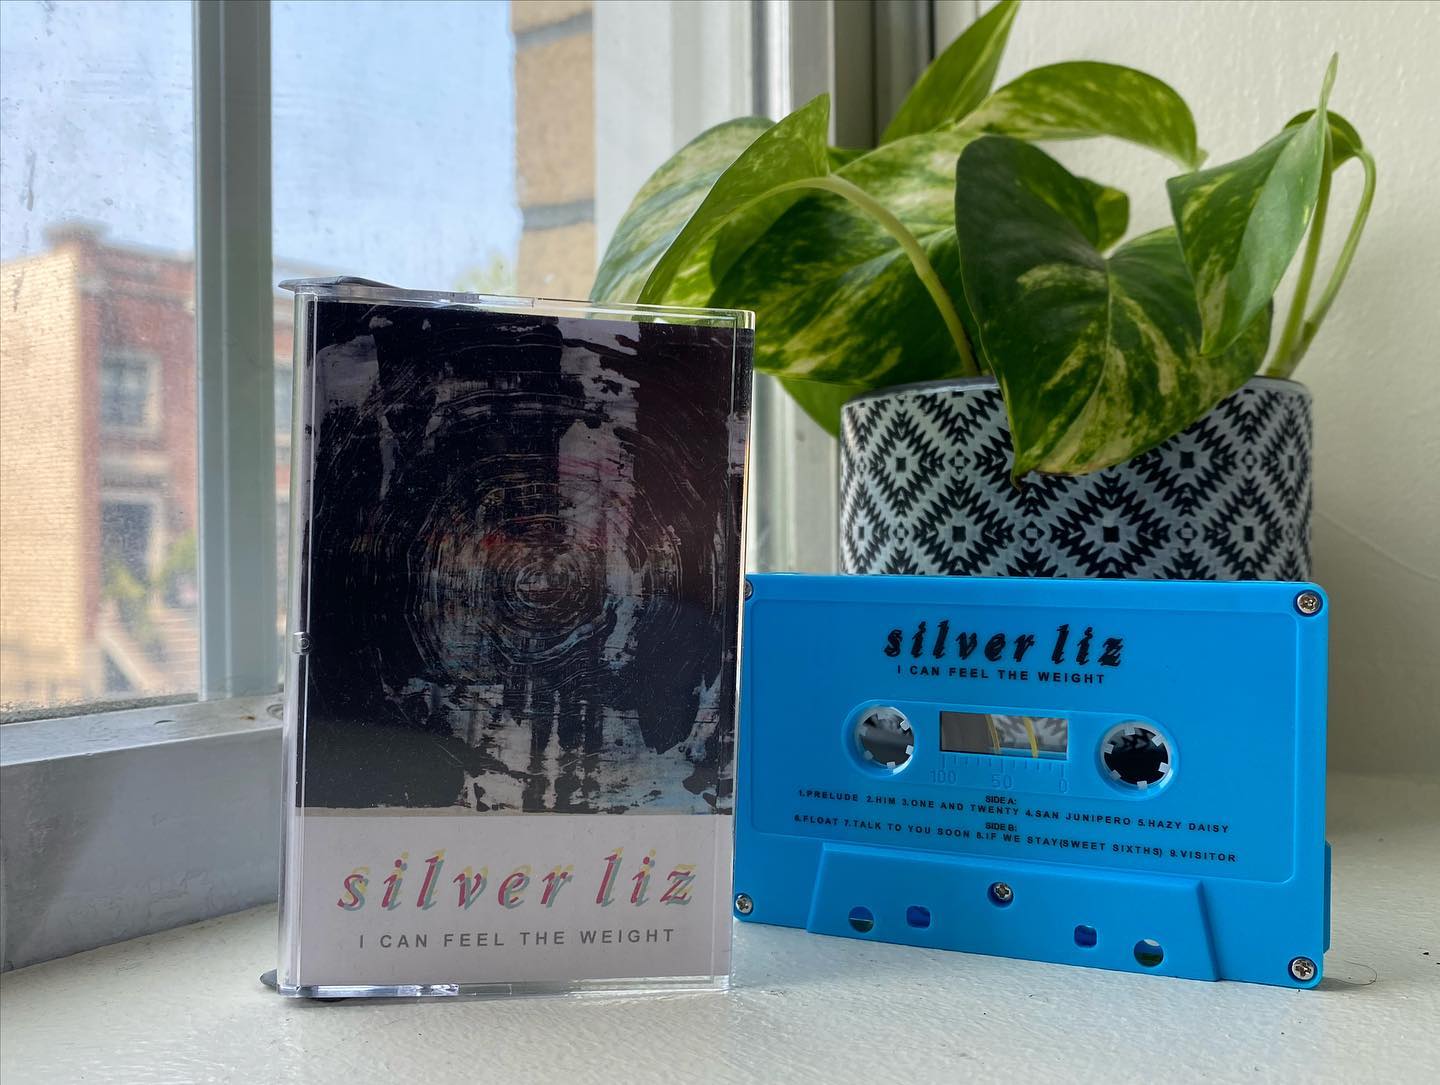 silver liz
I CAN FEEL THE WEIGHT
silver liz
I CAN FEEL THE WEIGHT
100 50 0
SIDE A:
1.PRELUDE 2.HIM 3.ONE AND TWENTY 4.SAN JUNIPERO 5.HAZY DAISY
SIDE B:
6.FLOAT 7.TALK TO YOU SOON 8.IF WE STAY(SWEET SIXTHS) 9.VISITOR